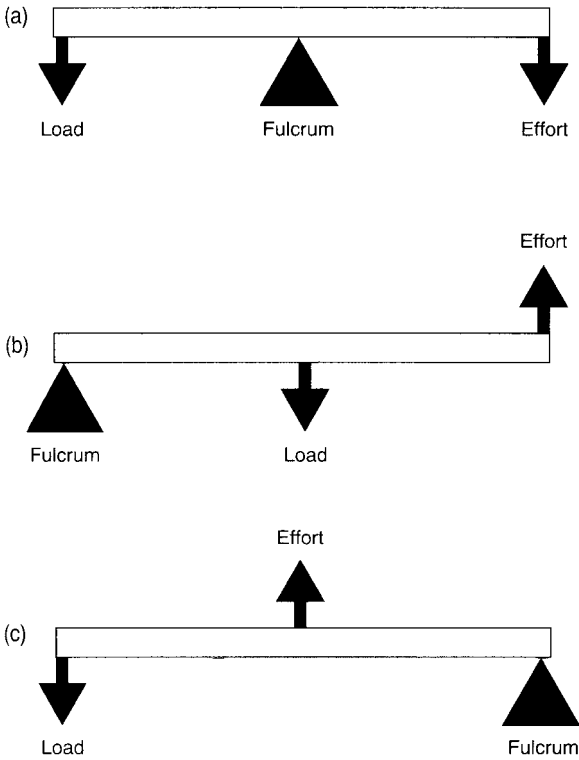 (a)
Load Fulcrum Effort
Effort
(b)
Fulcrum Load
Effort
(c)
Load Fulcrum